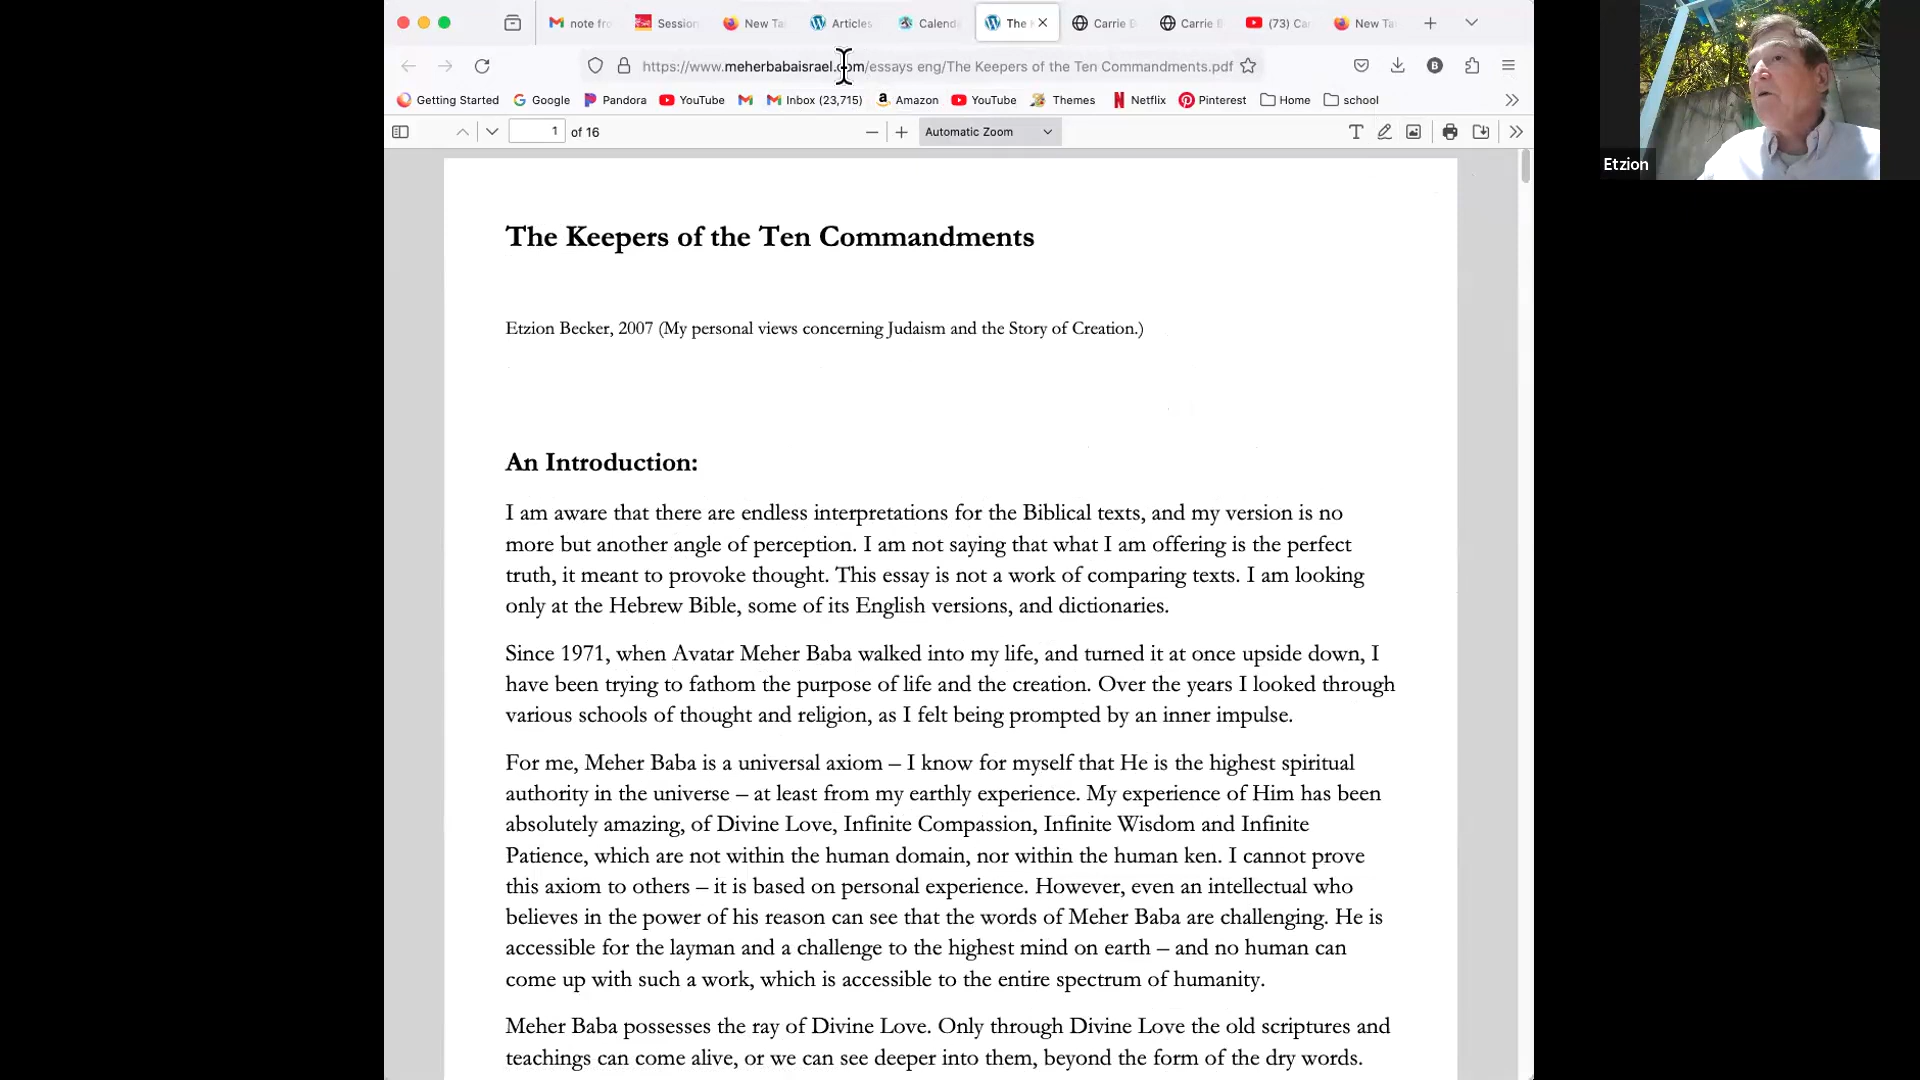 note fro
Session
New Ta
Articles
Calend
The
Carrie
Carrie
(73) Ca
New Ta
https://www.meherbabaisrael.com/essays eng/The Keepers of the Ten Commandments.pdf
Getting Started
Google
Pandora
YouTube
Inbox (23,715)
Amazon
YouTube
Themes
Netflix
Pinterest
Home
school
1 of 16
Automatic Zoom
The Keepers of the Ten Commandments
Etzion Becker, 2007 (My personal views concerning Judaism and the Story of Creation.)
An Introduction:
I am aware that there are endless interpretations for the Biblical texts, and my version is no
more but another angle of perception. I am not saying that what I am offering is the perfect
truth, it meant to provoke thought. This essay is not a work of comparing texts. I am looking
only at the Hebrew Bible, some of its English versions, and dictionaries.
Since 1971, when Avatar Meher Baba walked into my life, and turned it at once upside down, I
have been trying to fathom the purpose of life and the creation. Over the years I looked through
various schools of thought and religion, as I felt being prompted by an inner impulse.
For me, Meher Baba is a universal axiom – I know for myself that He is the highest spiritual
authority in the universe – at least from my earthly experience. My experience of Him has been
absolutely amazing, of Divine Love, Infinite Compassion, Infinite Wisdom and Infinite
Patience, which are not within the human domain, nor within the human ken. I cannot prove
this axiom to others – it is based on personal experience. However, even an intellectual who
believes in the power of his reason can see that the words of Meher Baba are challenging. He is
accessible for the layman and a challenge to the highest mind on earth – and no human can
come up with such a work, which is accessible to the entire spectrum of humanity.
Meher Baba possesses the ray of Divine Love. Only through Divine Love the old scriptures and
teachings can come alive, or we can see deeper into them, beyond the form of the dry words.
Etzion